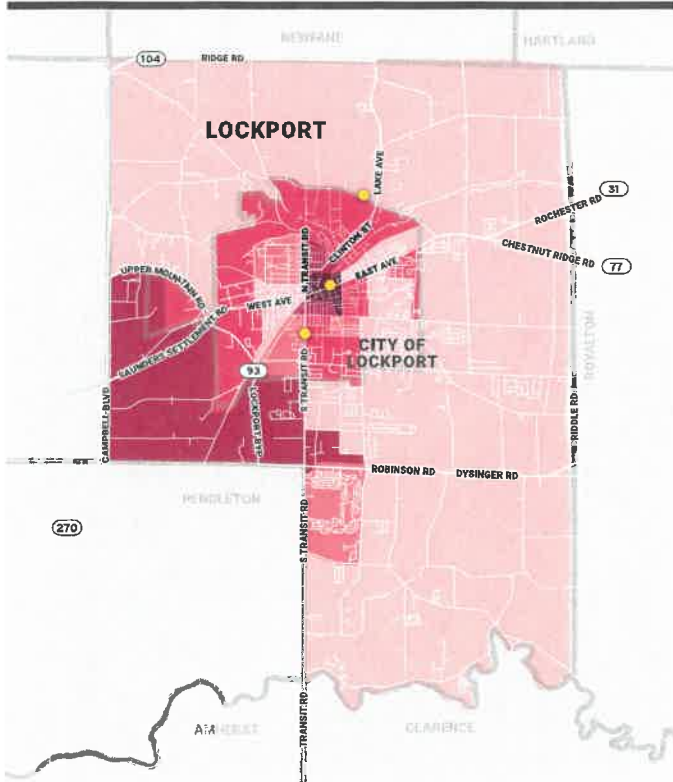 NEWFANE
HARTLAND
104
RIDGE RD
LOCKPORT
LAKE AVE
31
ROCHESTER RD
CLINTON ST
N TRANSIT RD
CHESTNUT RIDGE RD
77
EAST AVE
UPPER MOUNTAIN RD
WEST AVE
SAUNDERS SETTLEMENT RD
CITY OF
LOCKPORT
ROYALTON
93
S TRANSIT RD
LOCKPORT BYP
CAMPBELL BLVD
RIDDLE RD
ROBINSON RD
DYSINGER RD
PENDLETON
270
S TRANSIT RD
AMHERST
CLARENCE
TRANSIT RD